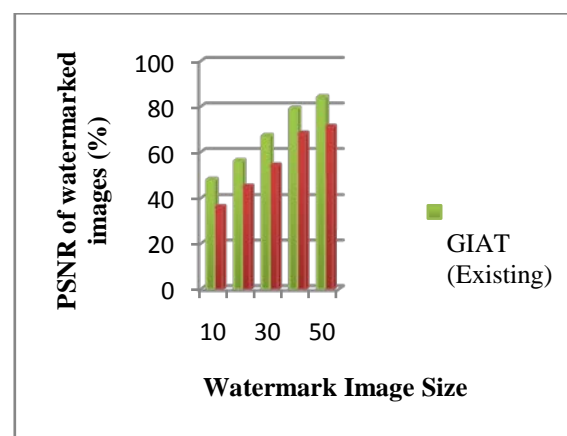 PSNR of watermarked
images (%)
100
80
60
40
20
0
10 30 50
Watermark Image Size
GIAT
(Existing)